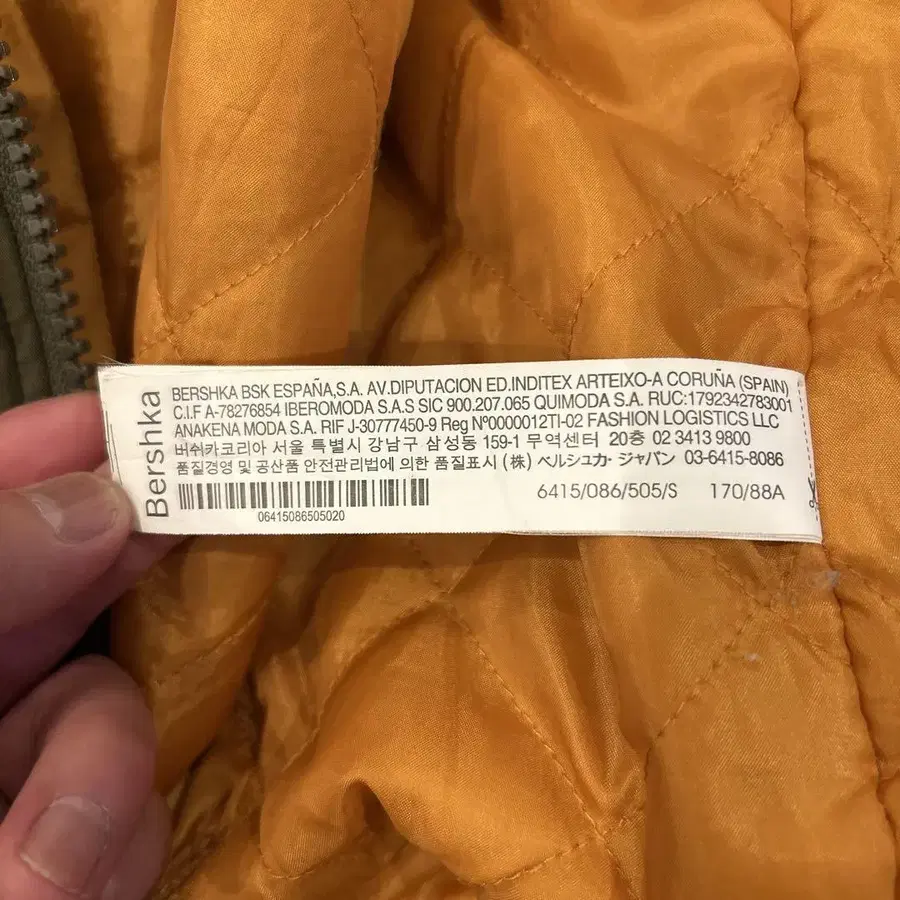 Bershka
BERSHKA BSK ESPAÑA,S.A. AV.DIPUTACION ED.INDITEX ARTEIXO-A CORUÑA (SPAIN)
C.I.F A-78276854 IBEROMODA S.A.S SIC 900.207.065 QUIMODA S.A. RUC:1792342783001
ANAKENA MODA S.A. RIF J-30777450-9 Reg Nº0000012TI-02 FASHION LOGISTICS LLC
버쉬카코리아 서울 특별시 강남구 삼성동 159-1 무역센터 20층 02 3413 9800
품질경영 및 공산품 안전관리법에 의한 품질표시 (株) ベルシュカ・ジャパン 03-6415-8086
6415/086/505/S 170/88A
06415086505020